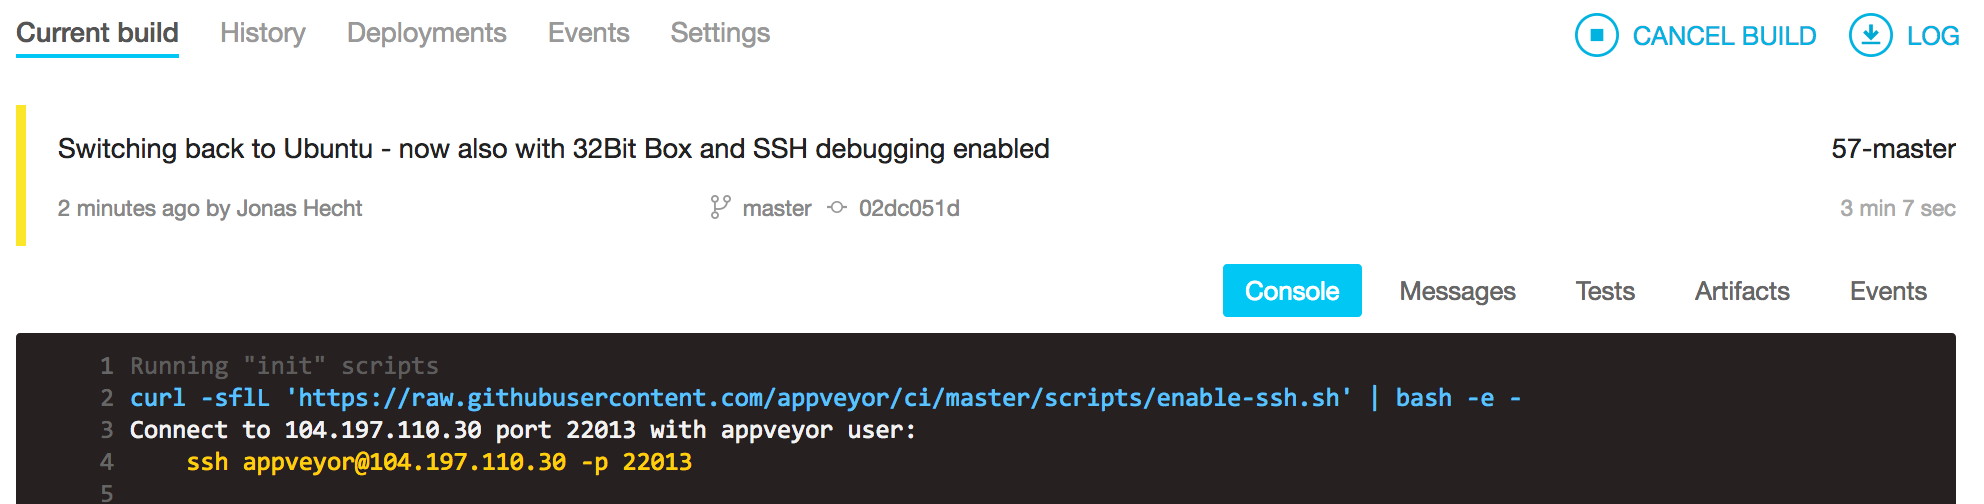 Current build History Deployments Events Settings CANCEL BUILD LOG
Switching back to Ubuntu - now also with 32Bit Box and SSH debugging enabled 57-master
2 minutes ago by Jonas Hecht master 02dc051d 3 min 7 sec
Console Messages Tests Artifacts Events
1 Running "init" scripts
2 curl -sflL 'https://raw.githubusercontent.com/appveyor/ci/master/scripts/enable-ssh.sh' | bash -e -
3 Connect to 104.197.110.30 port 22013 with appveyor user:
4 ssh appveyor@104.197.110.30 -p 22013
5